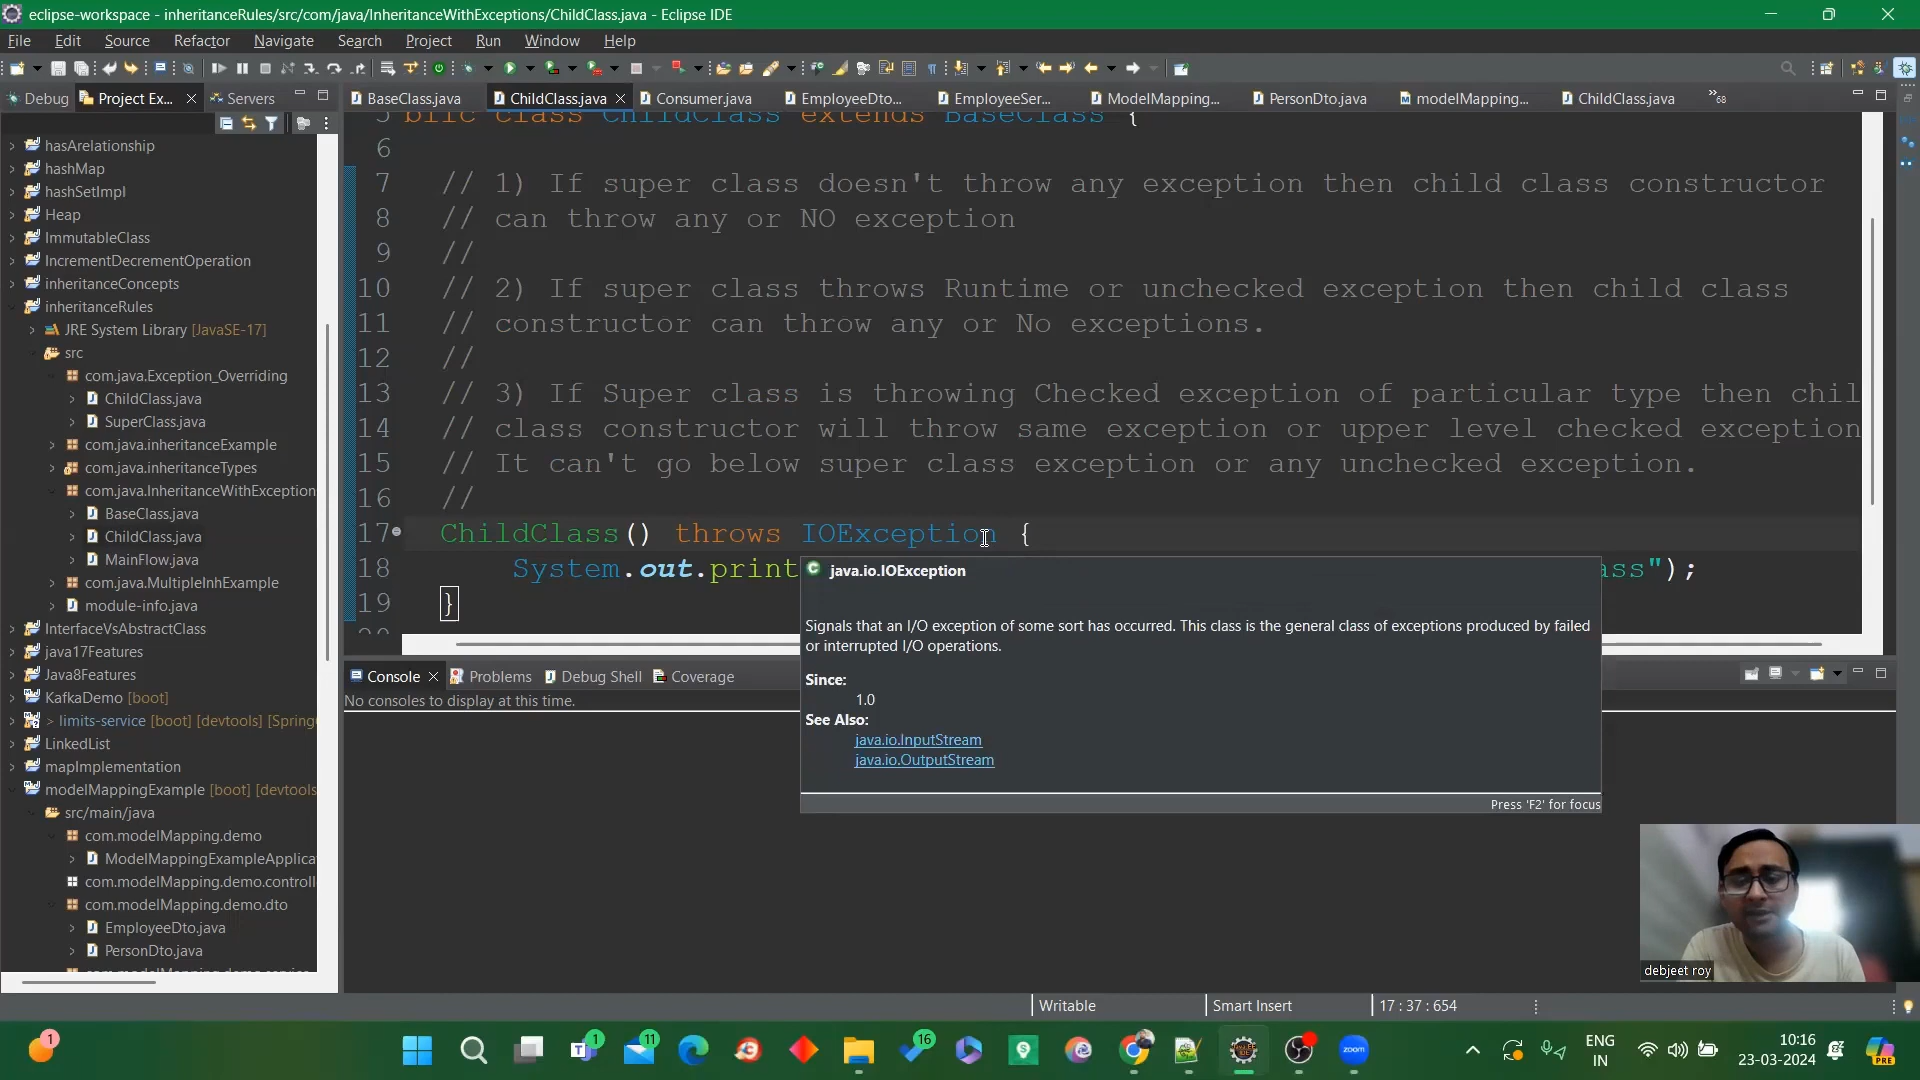 eclipse-workspace - inheritanceRules/src/com/java/InheritanceWithExceptions/ChildClass.java - Eclipse IDE
File Edit Source Refactor Navigate Search Project Run Window Help
Debug Project Ex... Servers
BaseClass.java ChildClass.java Consumer.java EmployeeDto... EmployeeSer... ModelMapping... PersonDto.java modelMapping... ChildClass.java »68
hasArelationship
hashMap
hashSetImpl
Heap
ImmutableClass
IncrementDecrementOperation
inheritanceConcepts
inheritanceRules
JRE System Library [JavaSE-17]
src
com.java.Exception_Overriding
ChildClass.java
SuperClass.java
com.java.inheritanceExample
com.java.inheritanceTypes
com.java.InheritanceWithException
BaseClass.java
ChildClass.java
MainFlow.java
com.java.MultipleInhExample
module-info.java
InterfaceVsAbstractClass
java17Features
Java8Features
KafkaDemo [boot]
> limits-service [boot] [devtools] [Spring
LinkedList
mapImplementation
modelMappingExample [boot] [devtools
src/main/java
com.modelMapping.demo
ModelMappingExampleApplica
com.modelMapping.demo.controll
com.modelMapping.demo.dto
EmployeeDto.java
PersonDto.java
5 blic class ChildClass extends BaseClass {
6
7 // 1) If super class doesn't throw any exception then child class constructor
8 // can throw any or NO exception
9 //
10 // 2) If super class throws Runtime or unchecked exception then child class
11 // constructor can throw any or No exceptions.
12 //
13 // 3) If Super class is throwing Checked exception of particular type then chil
14 // class constructor will throw same exception or upper level checked exception
15 // It can't go below super class exception or any unchecked exception.
16 //
17 ChildClass() throws IOException {
18 System.out.print ass");
19 }
java.io.IOException
Signals that an I/O exception of some sort has occurred. This class is the general class of exceptions produced by failed
or interrupted I/O operations.
Since:
1.0
See Also:
java.io.InputStream
java.io.OutputStream
Press 'F2' for focus
Console Problems Debug Shell Coverage
No consoles to display at this time.
debjeet roy
Writable Smart Insert 17 : 37 : 654
1 1 11 16 zoom
ENG
IN
10:16
23-03-2024
PRE